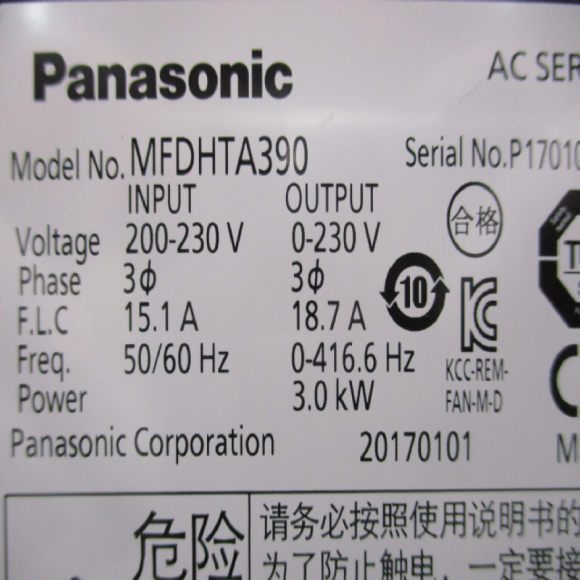 Panasonic AC SER
Model No. MFDHTA390 Serial No. P17010
INPUT OUTPUT
Voltage 200-230 V 0-230 V 合格
Phase 3ϕ 3ϕ
F.L.C 15.1 A 18.7 A 10
Freq. 50/60 Hz 0-416.6 Hz KCC-REM-
Power 3.0 kW FAN-M-D
Panasonic Corporation 20170101 M
危险 请务必按照使用说明书的
为了防止触电，一定要接